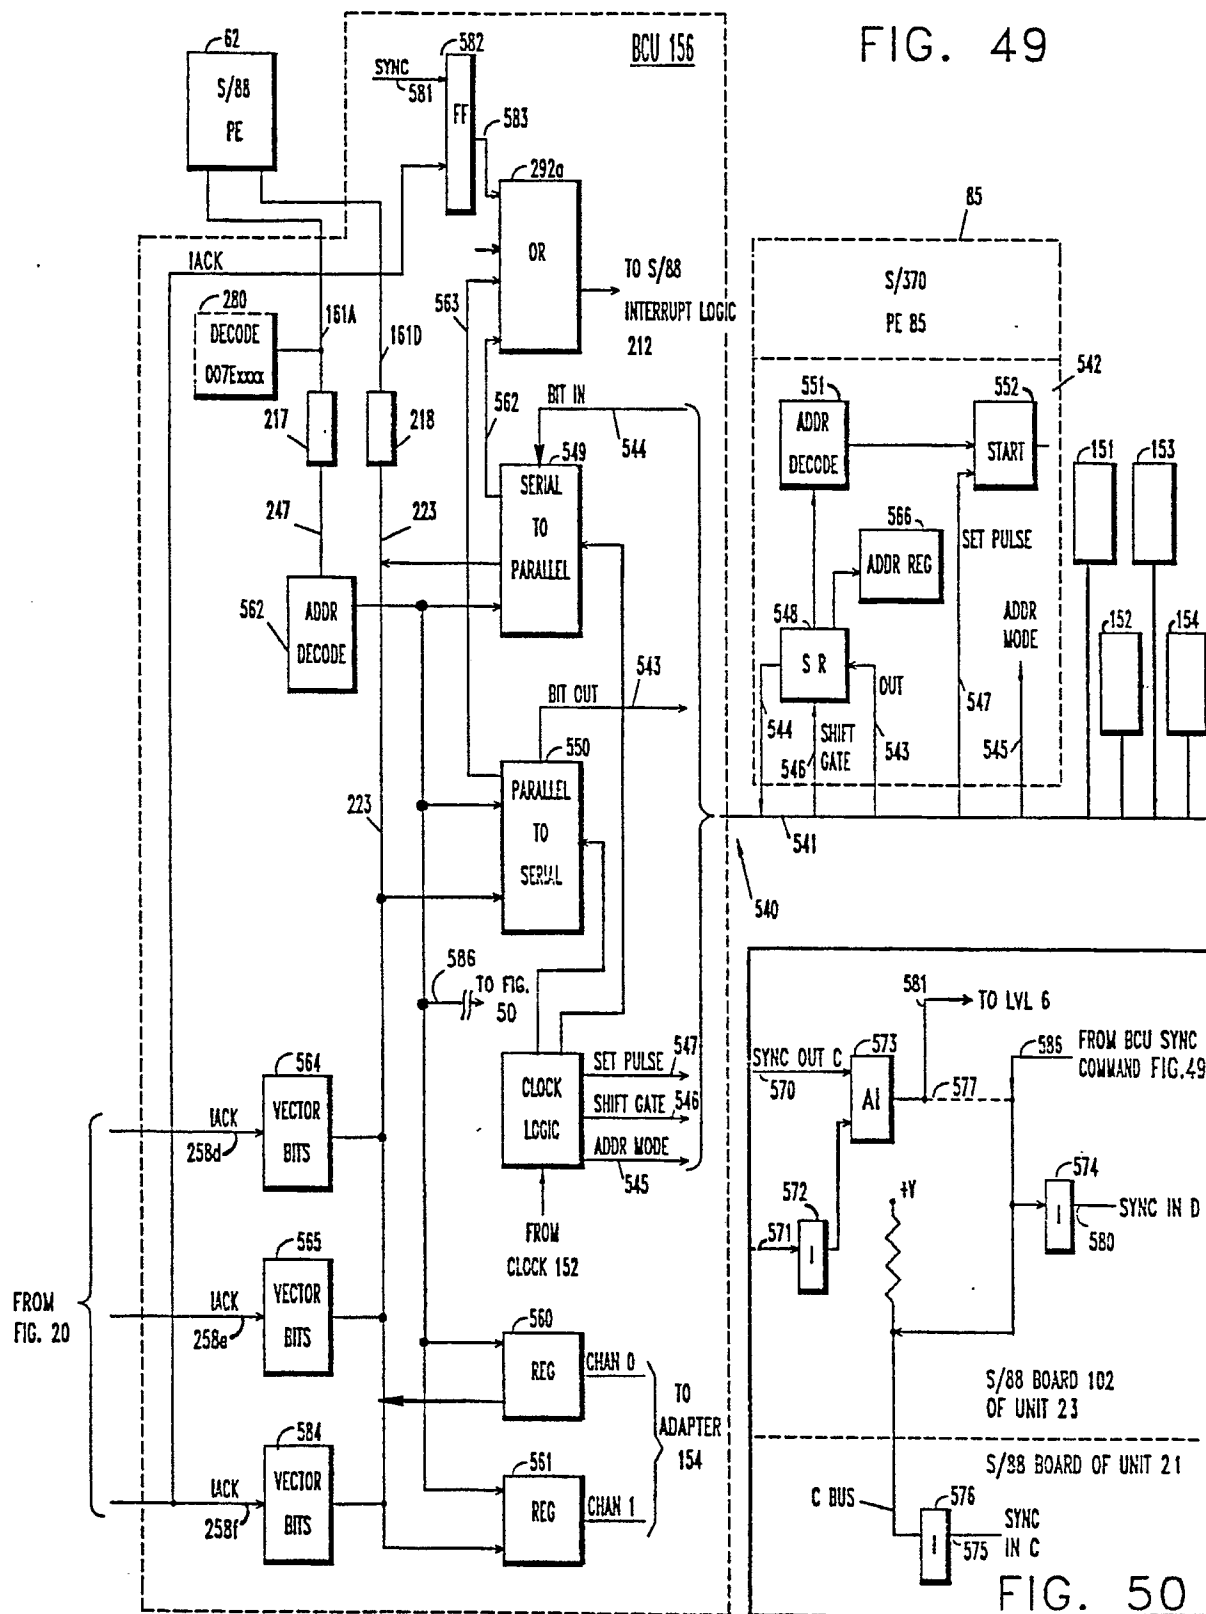 FIG. 49
62
S/88
PE
BCU 156
SYNC
581
582
FF
583
292a
OR
TO S/88
INTERRUPT LOGIC
212
IACK
280
DECODE
007Exxxx
161A
161D
217
218
247
223
562
ADDR
DECODE
563
562
BIT IN
544
549
SERIAL
TO
PARALLEL
BIT OUT
543
550
PARALLEL
TO
SERIAL
223
586
TO FIG.
50
CLOCK
LOGIC
SET PULSE
547
SHIFT GATE
546
ADDR MODE
545
FROM
CLOCK 152
564
VECTOR
BITS
IACK
258d
565
VECTOR
BITS
IACK
258e
584
VECTOR
BITS
IACK
258f
FROM
FIG. 20
560
REG
CHAN 0
561
REG
CHAN 1
TO
ADAPTER
154
85
S/370
PE 85
542
551
ADDR
DECODE
552
START
566
ADDR REG
SET PULSE
548
S R
OUT
544
SHIFT
GATE
546
543
547
ADDR
MODE
545
151
153
152
154
541
540
581
TO LVL 6
SYNC OUT C
570
573
AI
577
586
FROM BCU SYNC
COMMAND FIG.49
571
572
I
+V
574
I
SYNC IN D
580
S/88 BOARD 102
OF UNIT 23
S/88 BOARD OF UNIT 21
C BUS
576
I
SYNC
IN C
575
FIG. 50